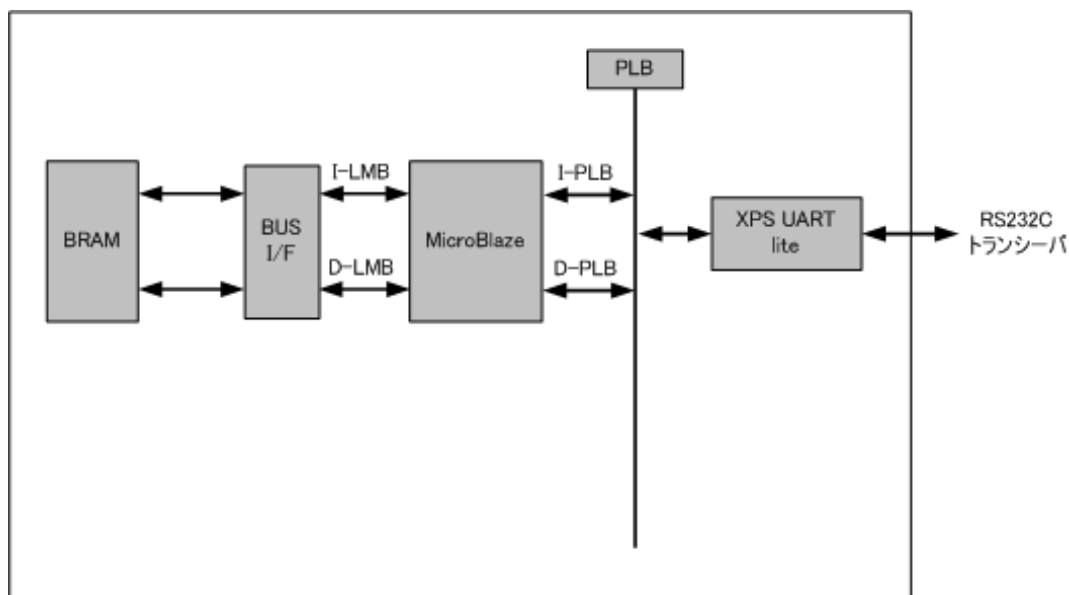 PLB
I-LMB
I-PLB
BRAM
BUS
I/F
MicroBlaze
XPS UART
lite
RS232C
トランシーバ
D-LMB
D-PLB